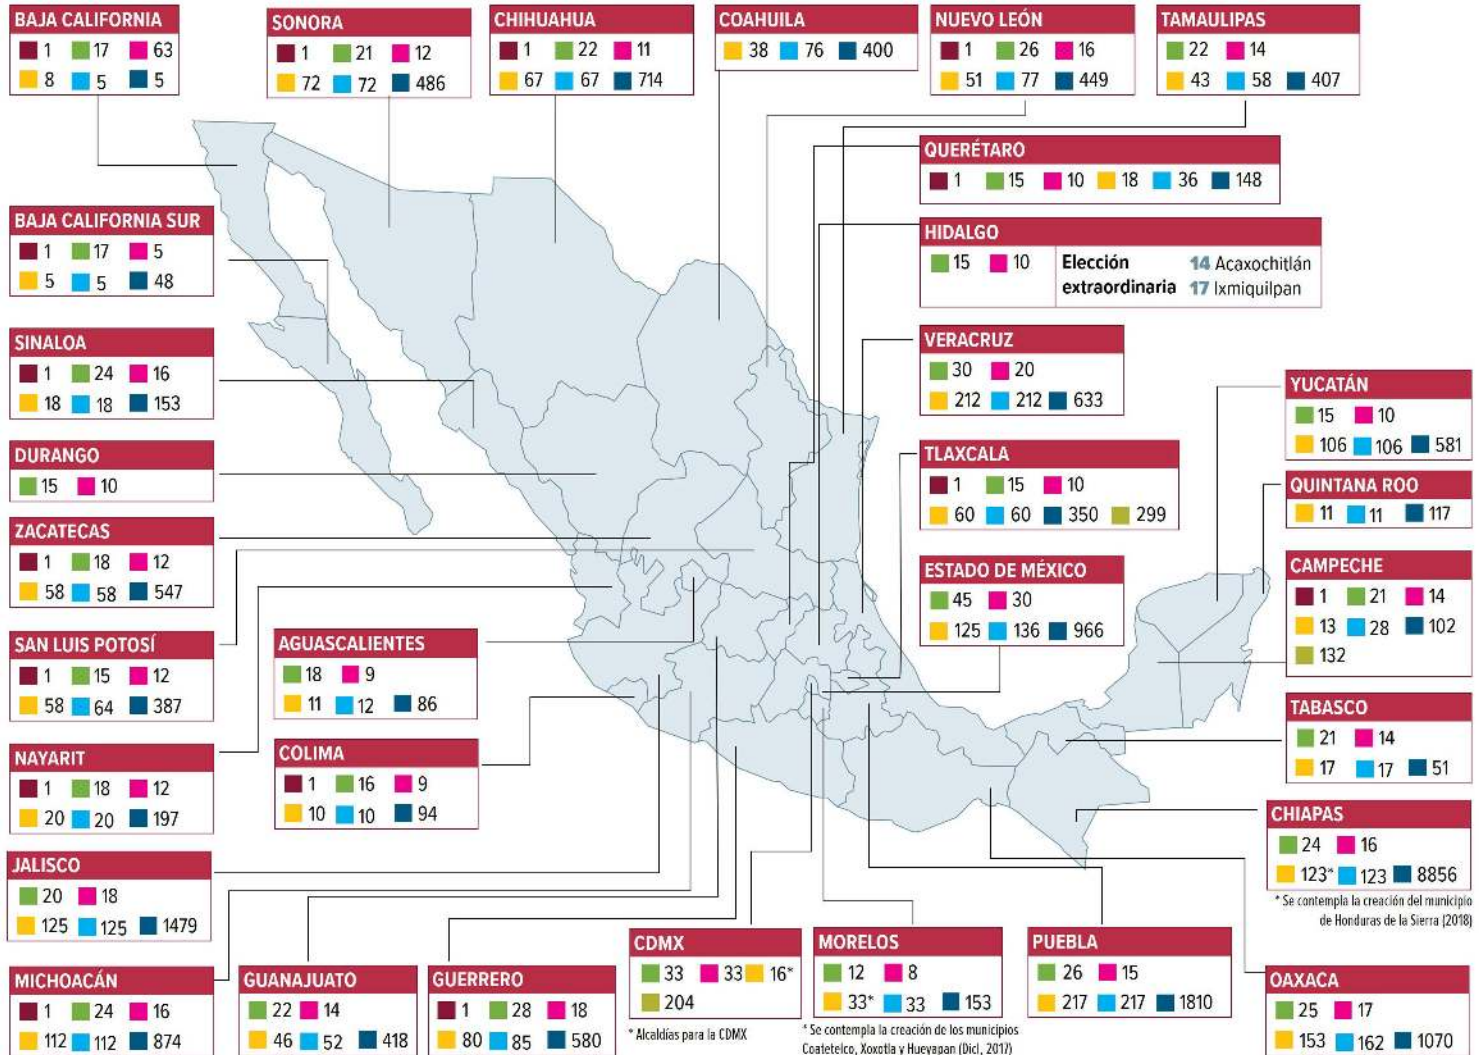 BAJA CALIFORNIA
1 17 63
8 5 5
SONORA
1 21 12
72 72 486
CHIHUAHUA
1 22 11
67 67 714
COAHUILA
38 76 400
NUEVO LEÓN
1 26 16
51 77 449
TAMAULIPAS
22 14
43 58 407
QUERÉTARO
1 15 10 18 36 148
HIDALGO
15 10 Elección 14 Acaxochitlán
extraordinaria 17 Ixmiquilpan
BAJA CALIFORNIA SUR
1 17 5
5 5 48
SINALOA
1 24 16
18 18 153
DURANGO
15 10
ZACATECAS
1 18 12
58 58 547
SAN LUIS POTOSÍ
1 15 12
58 64 387
NAYARIT
1 18 12
20 20 197
JALISCO
20 18
125 125 1479
MICHOACÁN
1 24 16
112 112 874
AGUASCALIENTES
18 9
11 12 86
COLIMA
1 16 9
10 10 94
GUANAJUATO
22 14
46 52 418
GUERRERO
1 28 18
80 85 580
VERACRUZ
30 20
212 212 633
TLAXCALA
1 15 10
60 60 350 299
ESTADO DE MÉXICO
45 30
125 136 966
YUCATÁN
15 10
106 106 581
QUINTANA ROO
11 11 117
CAMPECHE
1 21 14
13 28 102
132
TABASCO
21 14
17 17 51
CHIAPAS
24 16
123* 123 8856
* Se contempla la creación del municipio
de Honduras de la Sierra (2018)
CDMX
33 33 16*
204
* Alcaldías para la CDMX
MORELOS
12 8
33* 33 153
* Se contempla la creación de los municipios
Coatetelco, Xoxotla y Hueyapan (Dicl, 2017)
PUEBLA
26 15
217 217 1810
OAXACA
25 17
153 162 1070